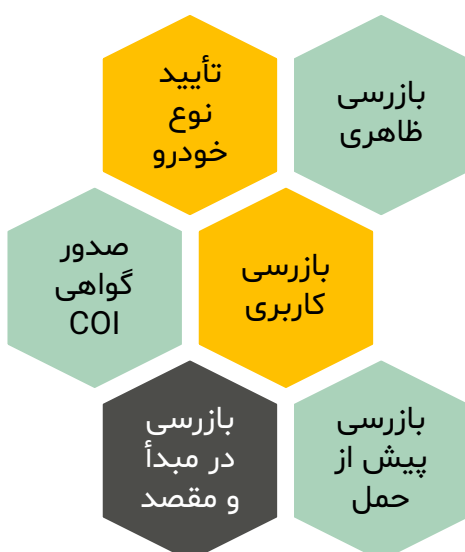 بازرسی
ظاهری
تأیید
نوع
خودرو
بازرسی
کاربری
صدور
گواهی
COI
بازرسی
پیش از
حمل
بازرسی
در مبدأ
و مقصد